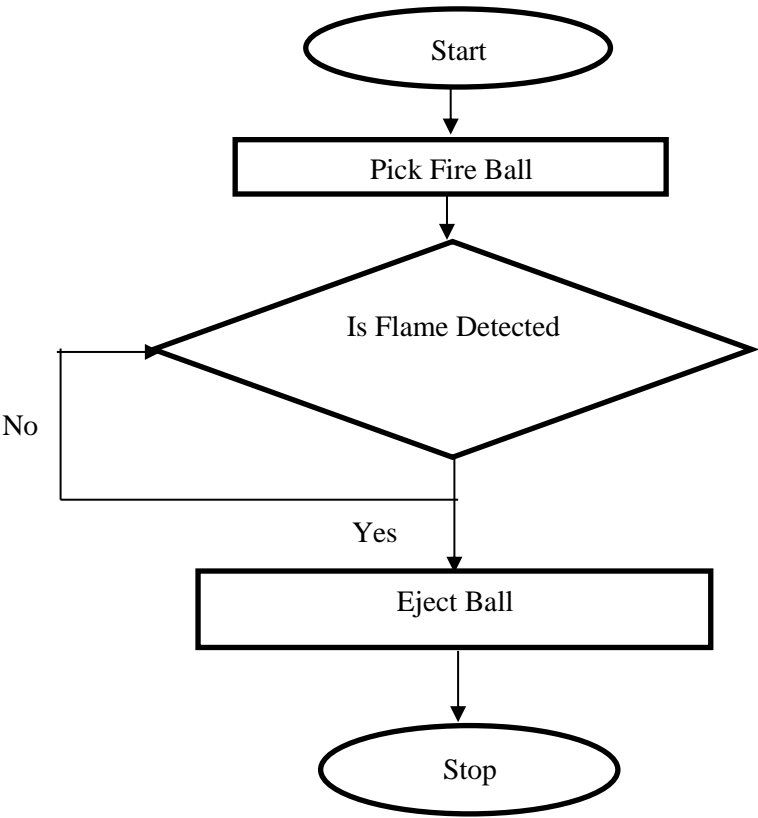 Start
Pick Fire Ball
Is Flame Detected
No
Yes
Eject Ball
Stop